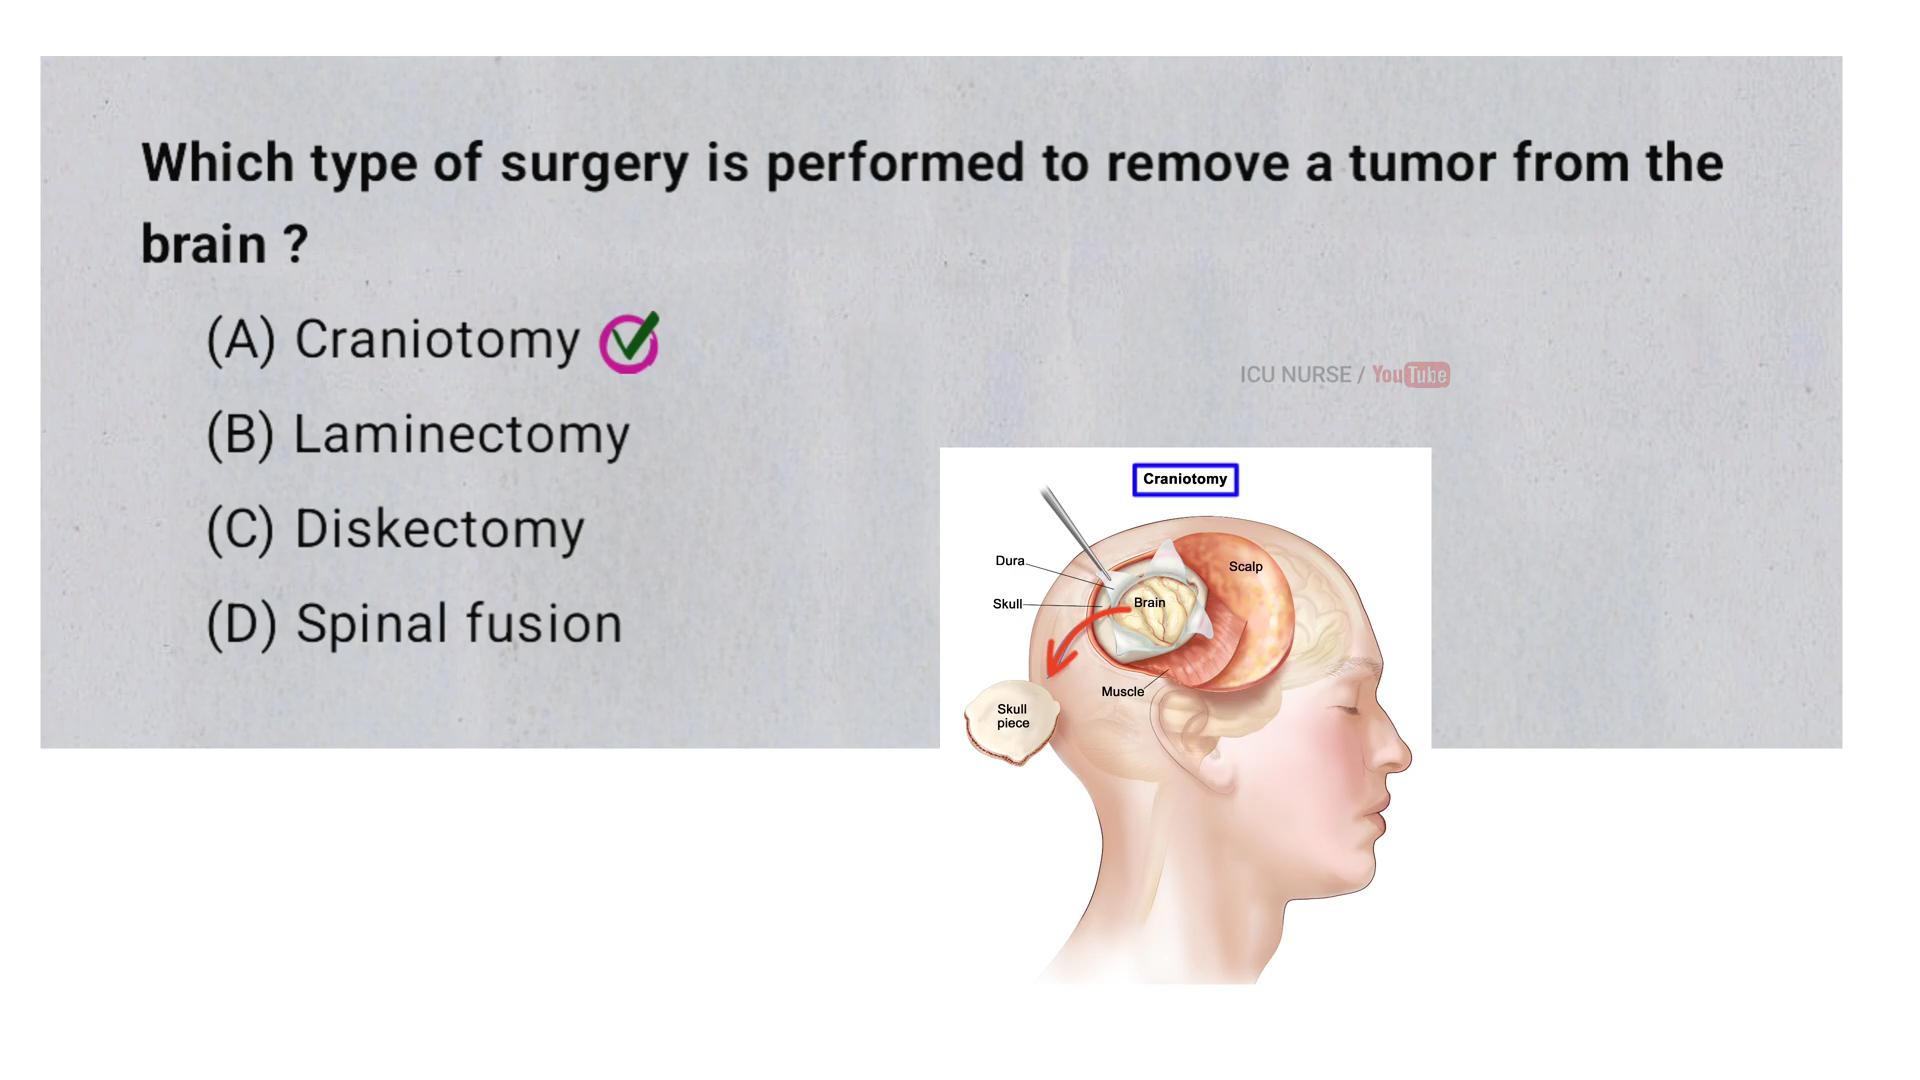 Which type of surgery is performed to remove a tumor from the
brain ?
(A) Craniotomy
(B) Laminectomy
(C) Diskectomy
(D) Spinal fusion
ICU NURSE / YouTube
Craniotomy
Dura
Scalp
Skull
Brain
Muscle
Skull
piece